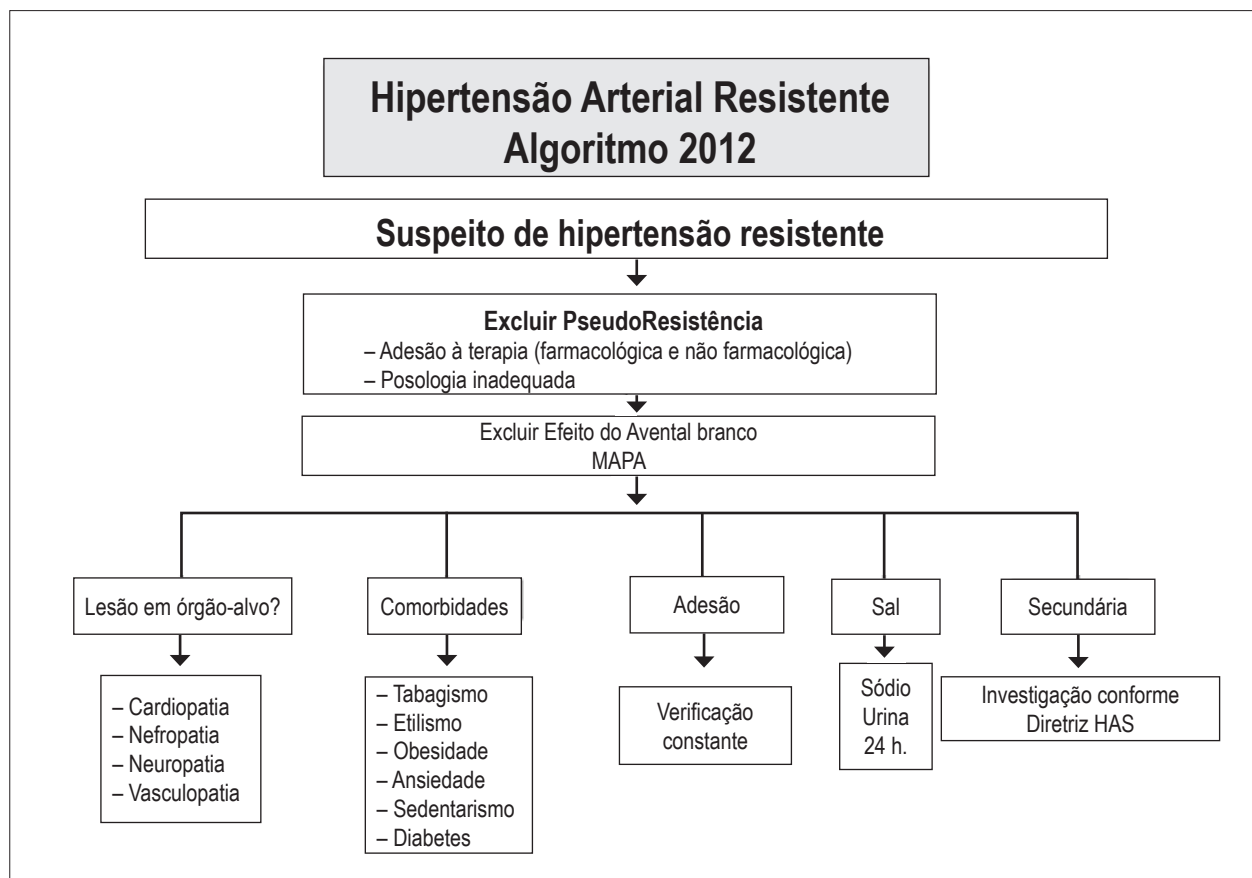 Hipertensão Arterial Resistente
Algoritmo 2012
Suspeito de hipertensão resistente
Excluir PseudoResistência
– Adesão à terapia (farmacológica e não farmacológica)
– Posologia inadequada
Excluir Efeito do Avental branco
MAPA
Lesão em órgão-alvo?
– Cardiopatia
– Nefropatia
– Neuropatia
– Vasculopatia
Comorbidades
– Tabagismo
– Etilismo
– Obesidade
– Ansiedade
– Sedentarismo
– Diabetes
Adesão
Verificação
constante
Sal
Sódio
Urina
24 h.
Secundária
Investigação conforme
Diretriz HAS